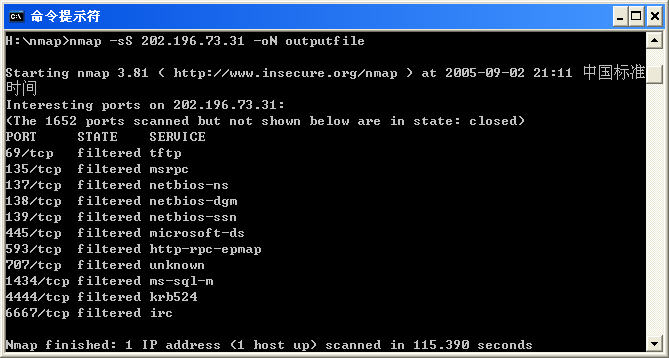 命令提示符
H:\nmap>nmap -sS 202.196.73.31 -oN outputfile
Starting nmap 3.81 ( http://www.insecure.org/nmap ) at 2005-09-02 21:11 中国标准
时间
Interesting ports on 202.196.73.31:
(The 1652 ports scanned but not shown below are in state: closed)
PORT     STATE    SERVICE
69/tcp   filtered tftp
135/tcp  filtered msrpc
137/tcp  filtered netbios-ns
138/tcp  filtered netbios-dgm
139/tcp  filtered netbios-ssn
445/tcp  filtered microsoft-ds
593/tcp  filtered http-rpc-epmap
707/tcp  filtered unknown
1434/tcp filtered ms-sql-m
4444/tcp filtered krb524
6667/tcp filtered irc
Nmap finished: 1 IP address (1 host up) scanned in 115.390 seconds